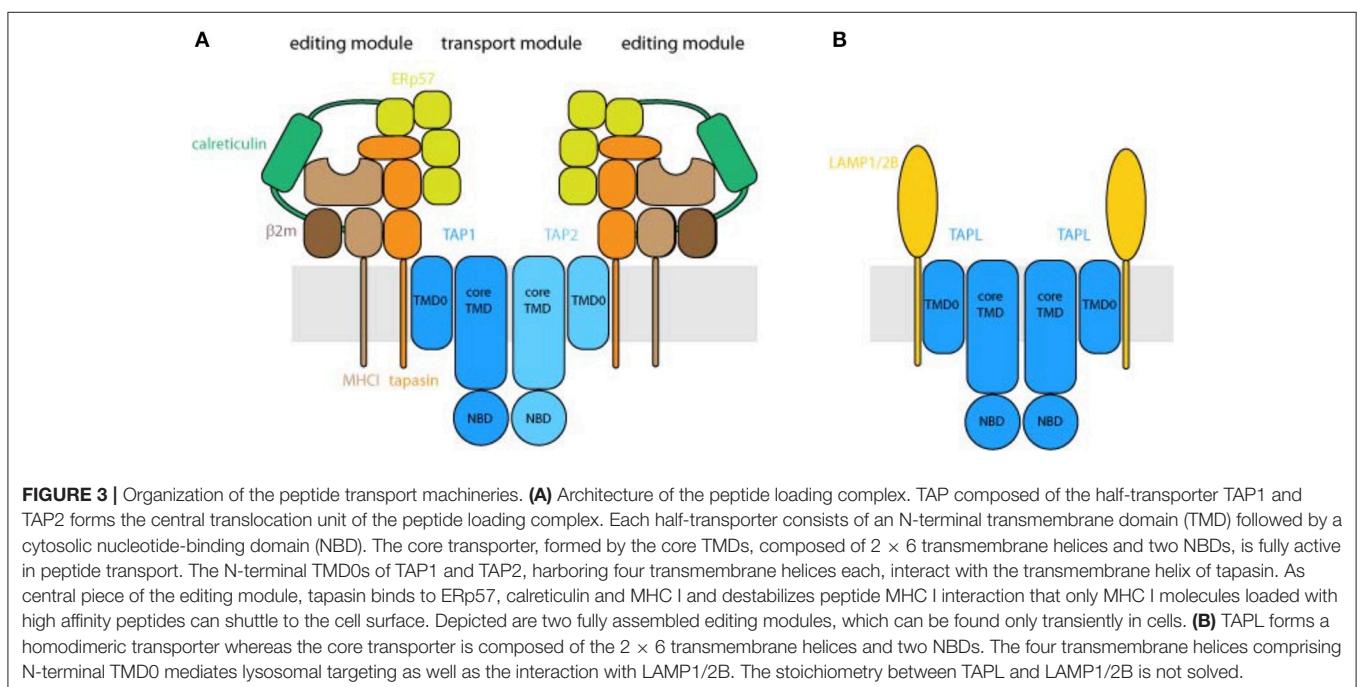 A
B
editing module transport module editing module
ERp57
calreticulin
LAMP1/2B
β2m
TAP1 TAP2
TAPL TAPL
TMD0 core TMD core TMD TMD0
TMD0 core TMD core TMD TMD0
MHCI tapasin
NBD NBD
NBD NBD
FIGURE 3 | Organization of the peptide transport machineries. (A) Architecture of the peptide loading complex. TAP composed of the half-transporter TAP1 and
TAP2 forms the central translocation unit of the peptide loading complex. Each half-transporter consists of an N-terminal transmembrane domain (TMD) followed by a
cytosolic nucleotide-binding domain (NBD). The core transporter, formed by the core TMDs, composed of 2 × 6 transmembrane helices and two NBDs, is fully active
in peptide transport. The N-terminal TMD0s of TAP1 and TAP2, harboring four transmembrane helices each, interact with the transmembrane helix of tapasin. As
central piece of the editing module, tapasin binds to ERp57, calreticulin and MHC I and destabilizes peptide MHC I interaction that only MHC I molecules loaded with
high affinity peptides can shuttle to the cell surface. Depicted are two fully assembled editing modules, which can be found only transiently in cells. (B) TAPL forms a
homodimeric transporter whereas the core transporter is composed of the 2 × 6 transmembrane helices and two NBDs. The four transmembrane helices comprising
N-terminal TMD0 mediates lysosomal targeting as well as the interaction with LAMP1/2B. The stoichiometry between TAPL and LAMP1/2B is not solved.